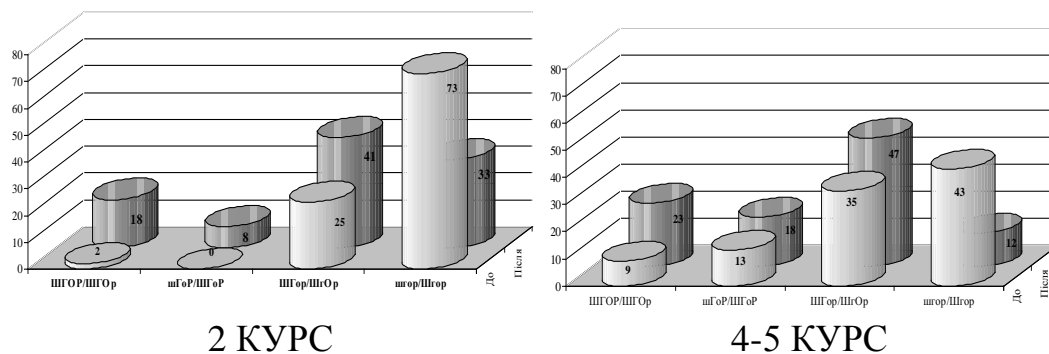 80
70
60
50
40
30
20
10
0
2
18
0
8
25
41
73
33
ШГОР/ШГОр
шГоР/ШГоР
ШГор/ШгОр
шгор/Шгор
До
Після
2 КУРС
80
70
60
50
40
30
20
10
0
9
23
13
18
35
47
43
12
ШГОР/ШГОр
шГоР/ШГоР
ШГор/ШгОр
шгор/Шгор
До
Після
4-5 КУРС